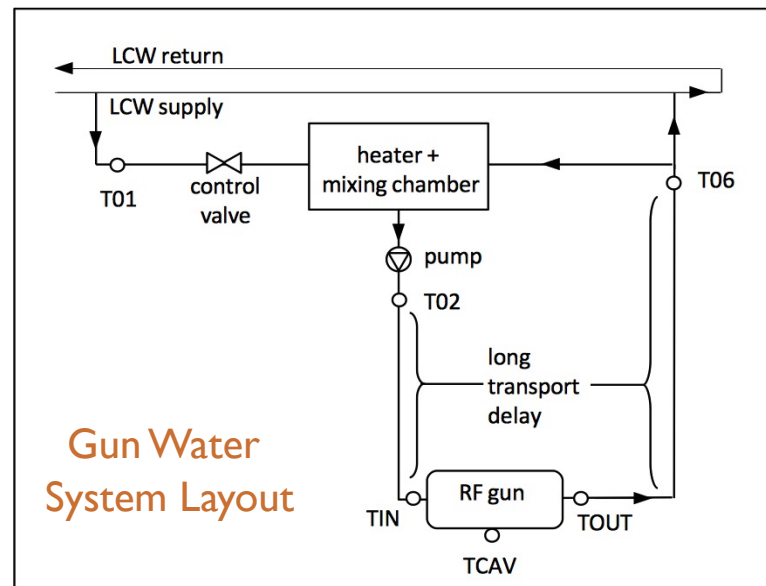 LCW return
LCW supply
heater +
mixing chamber
T01
control
valve
T06
pump
T02
long
transport
delay
Gun Water
System Layout
RF gun
TIN
TOUT
TCAV